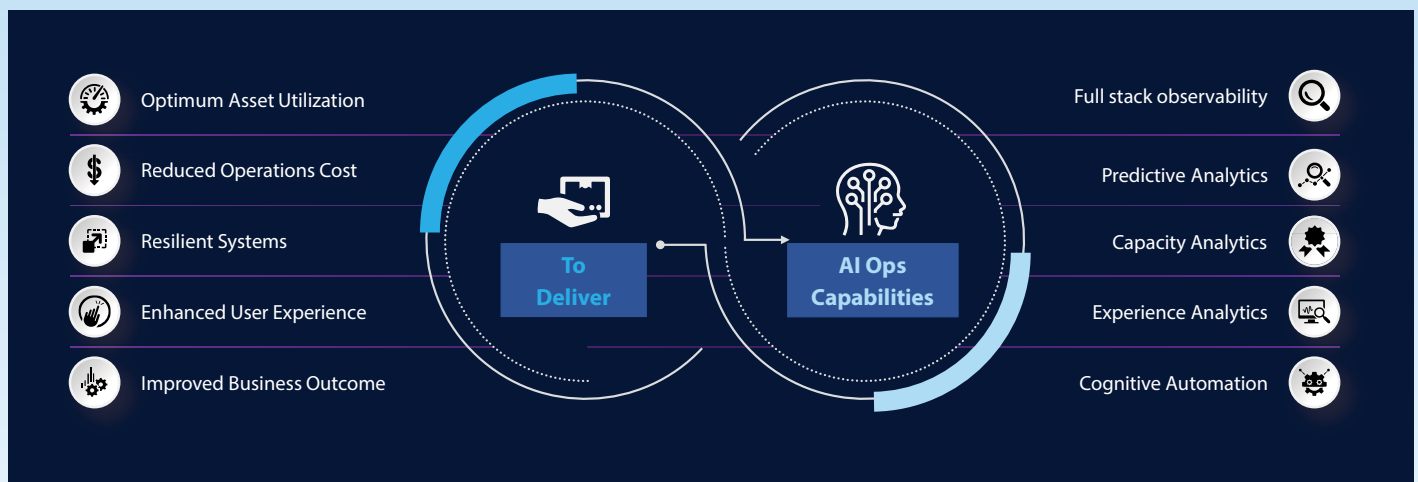 Optimum Asset Utilization
Reduced Operations Cost
Resilient Systems
Enhanced User Experience
Improved Business Outcome
To
Deliver
AI Ops
Capabilities
Full stack observability
Predictive Analytics
Capacity Analytics
Experience Analytics
Cognitive Automation